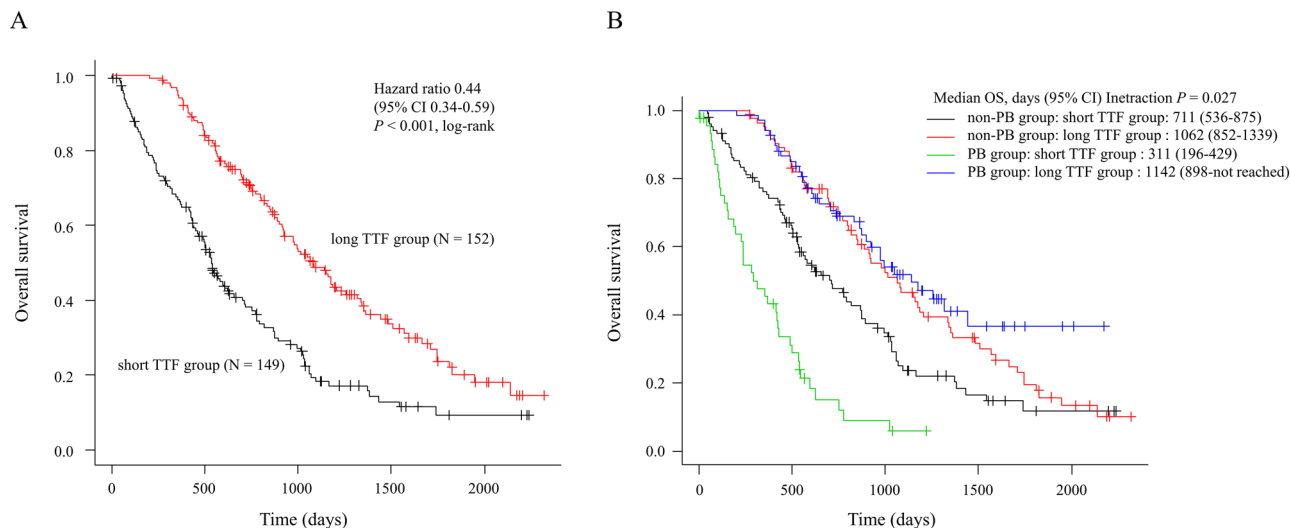 A
Overall survival
1.0
0.8
0.6
0.4
0.2
0.0
Hazard ratio 0.44
(95% CI 0.34-0.59)
P < 0.001, log-rank
long TTF group (N = 152)
short TTF group (N = 149)
0 500 1000 1500 2000
Time (days)
B
Overall survival
1.0
0.8
0.6
0.4
0.2
0.0
Median OS, days (95% CI) Inetraction P = 0.027
non-PB group: short TTF group: 711 (536-875)
non-PB group: long TTF group : 1062 (852-1339)
PB group: short TTF group : 311 (196-429)
PB group: long TTF group : 1142 (898-not reached)
0 500 1000 1500 2000
Time (days)